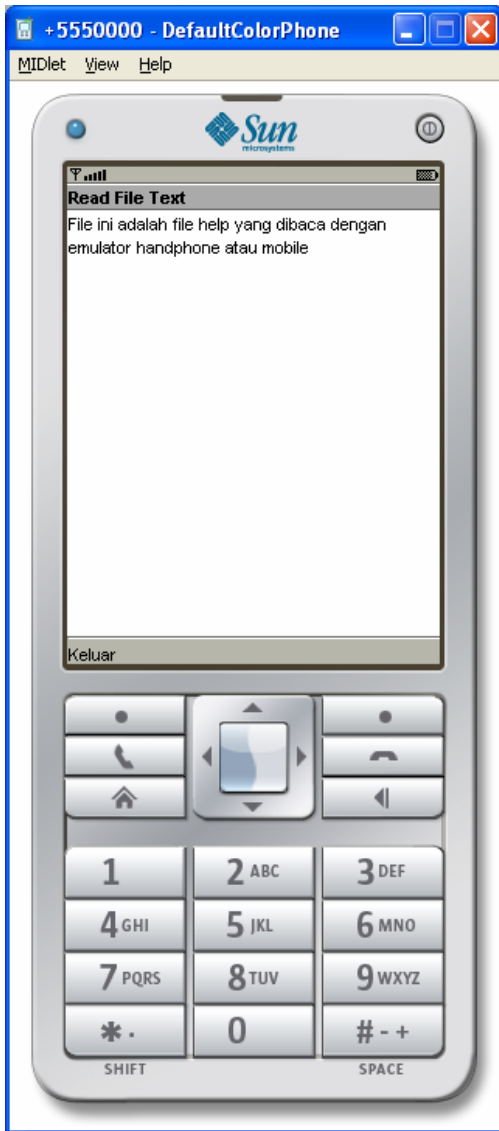 +5550000 - DefaultColorPhone
MIDlet View Help
Sun
microsystems
Read File Text
File ini adalah file help yang dibaca dengan
emulator handphone atau mobile
Keluar
1 2 ABC 3 DEF
4 GHI 5 JKL 6 MNO
7 PQRS 8 TUV 9 WXYZ
* . 0 # - +
SHIFT SPACE